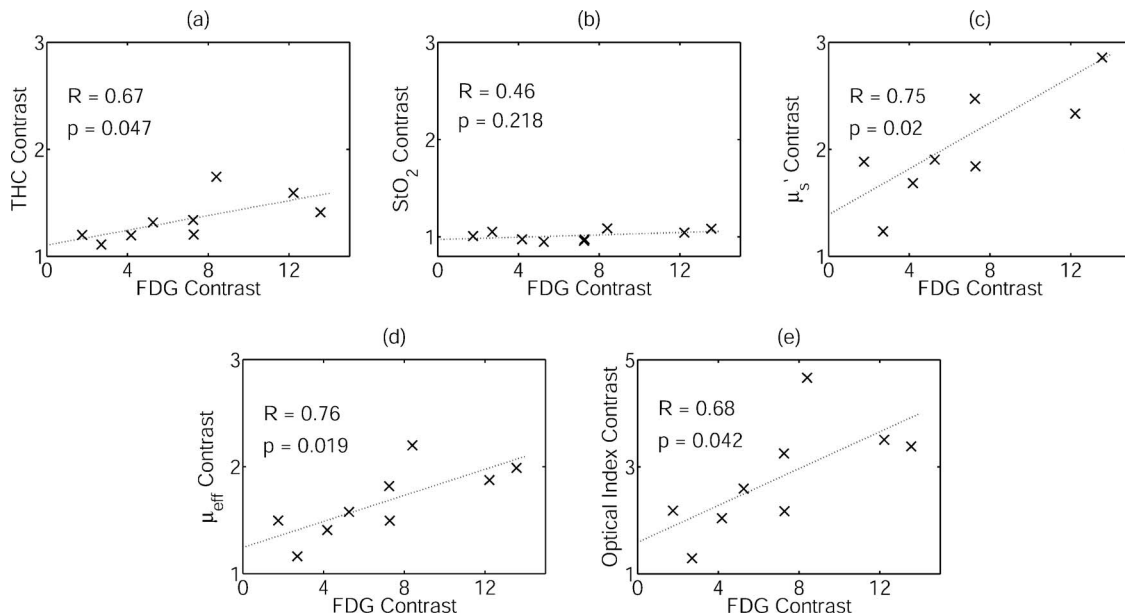 (a)
3
2
1
0
4
8
12
THC Contrast
FDG Contrast
R = 0.67
p = 0.047
(b)
3
2
1
0
4
8
12
StO₂ Contrast
FDG Contrast
R = 0.46
p = 0.218
(c)
3
2
1
0
4
8
12
μₛ' Contrast
FDG Contrast
R = 0.75
p = 0.02
(d)
3
2
1
0
4
8
12
μeff Contrast
FDG Contrast
R = 0.76
p = 0.019
(e)
5
3
1
0
4
8
12
Optical Index Contrast
FDG Contrast
R = 0.68
p = 0.042